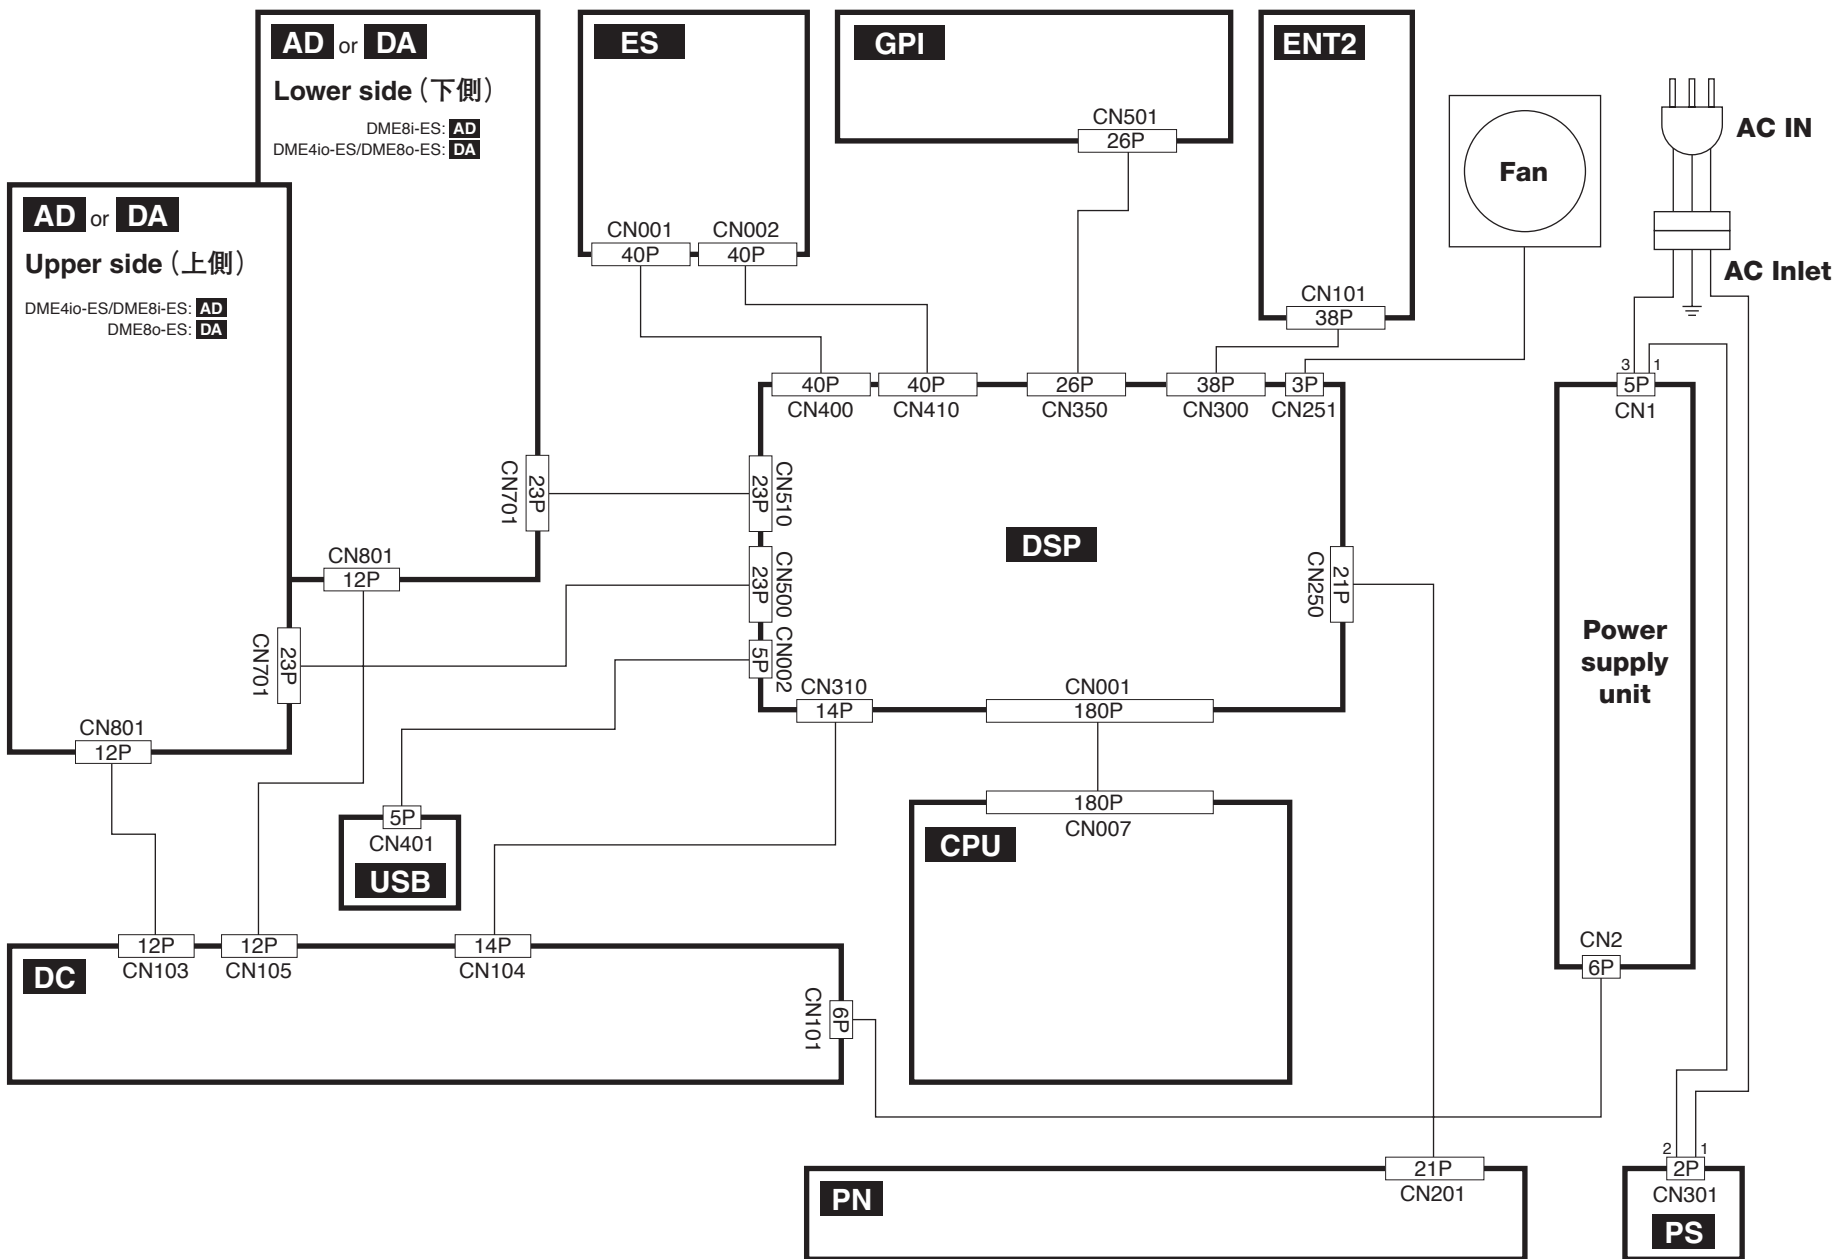 AD or DA
Lower side（下側）
DME8i-ES: AD
DME4io-ES/DME8o-ES: DA
AD or DA
Upper side（上側）
DME4io-ES/DME8i-ES: AD
DME8o-ES: DA
ES
CN001 CN002
40P 40P
GPI
CN501
26P
ENT2
CN101
38P
Fan
AC IN
AC Inlet
40P 40P 26P 38P 3P
CN400 CN410 CN350 CN300 CN251
3 1
5P
CN1
CN701
23P
23P
CN510
CN801
12P
23P
CN500
DSP
CN250
21P
CN701
23P
5P
CN002
CN310 CN001
14P 180P
Power
supply
unit
CN801
12P
5P
CN401
USB
180P
CN007
CPU
12P 12P 14P
CN103 CN105 CN104
DC
CN101
6P
CN2
6P
21P
CN201
PN
2 1
2P
CN301
PS